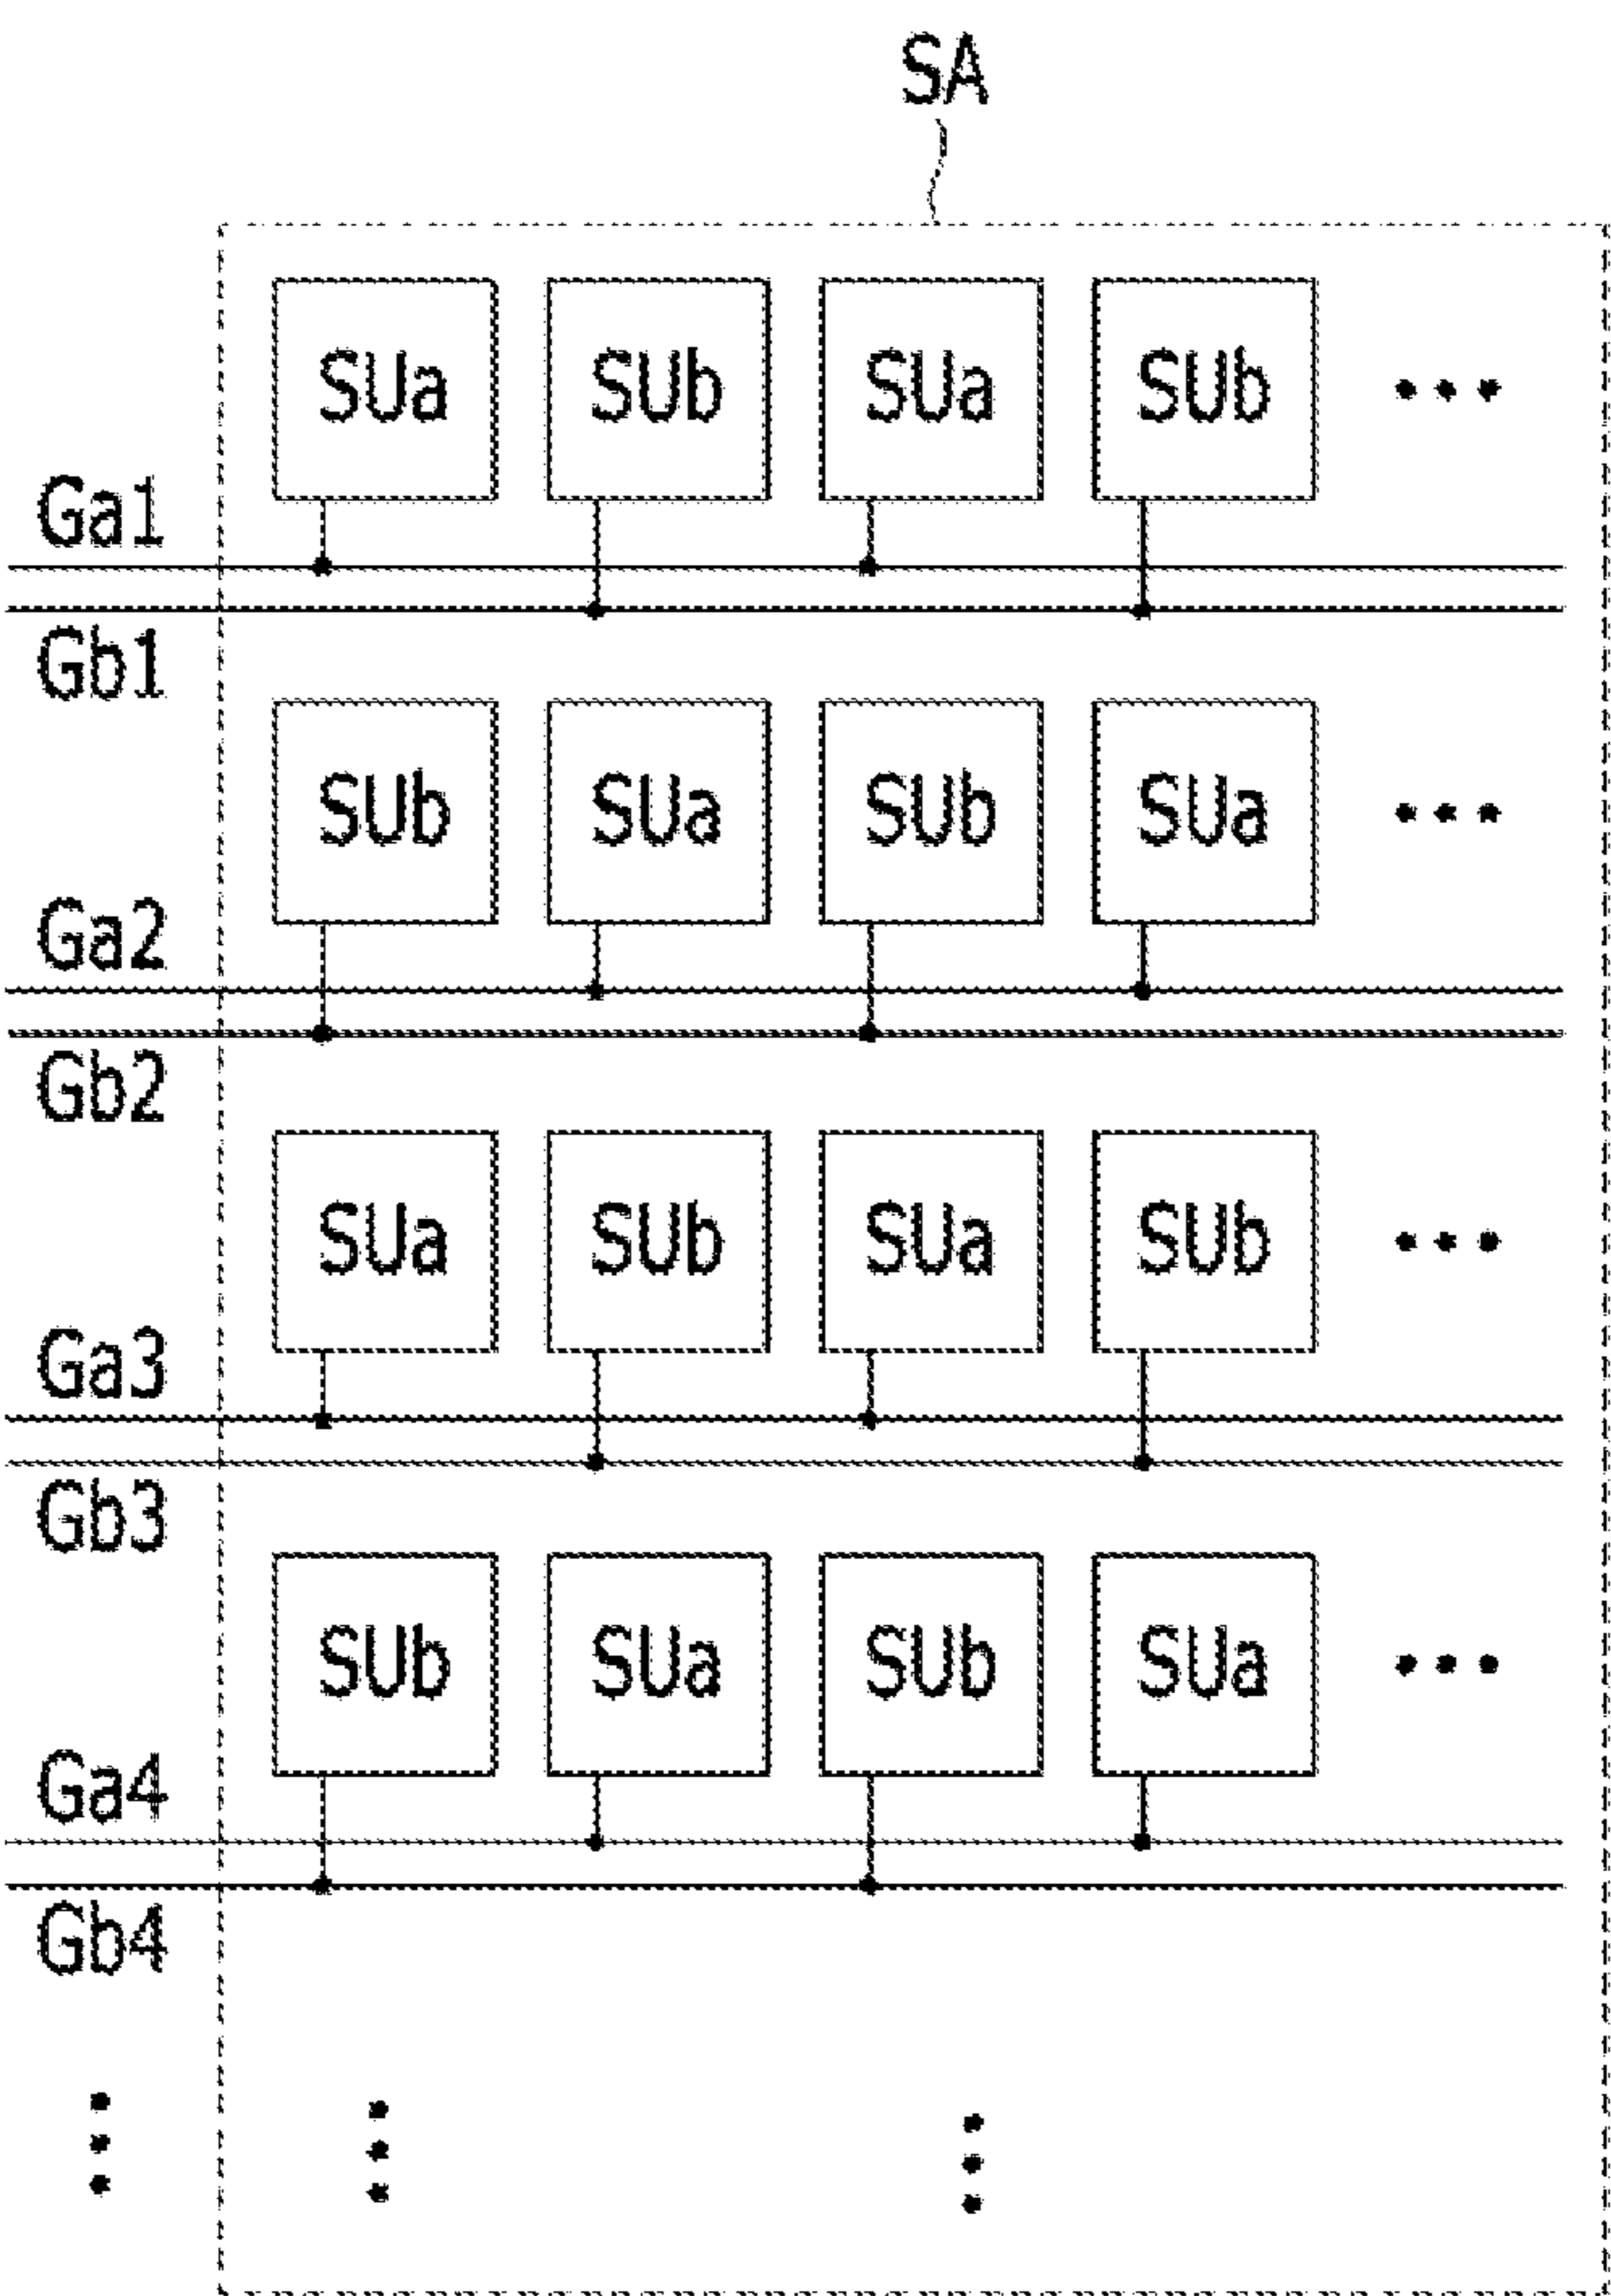 SA
SUa SUb SUa SUb ...
Ga1
Gb1
SUb SUa SUb SUa ...
Ga2
Gb2
SUa SUb SUa SUb ...
Ga3
Gb3
SUb SUa SUb SUa ...
Ga4
Gb4